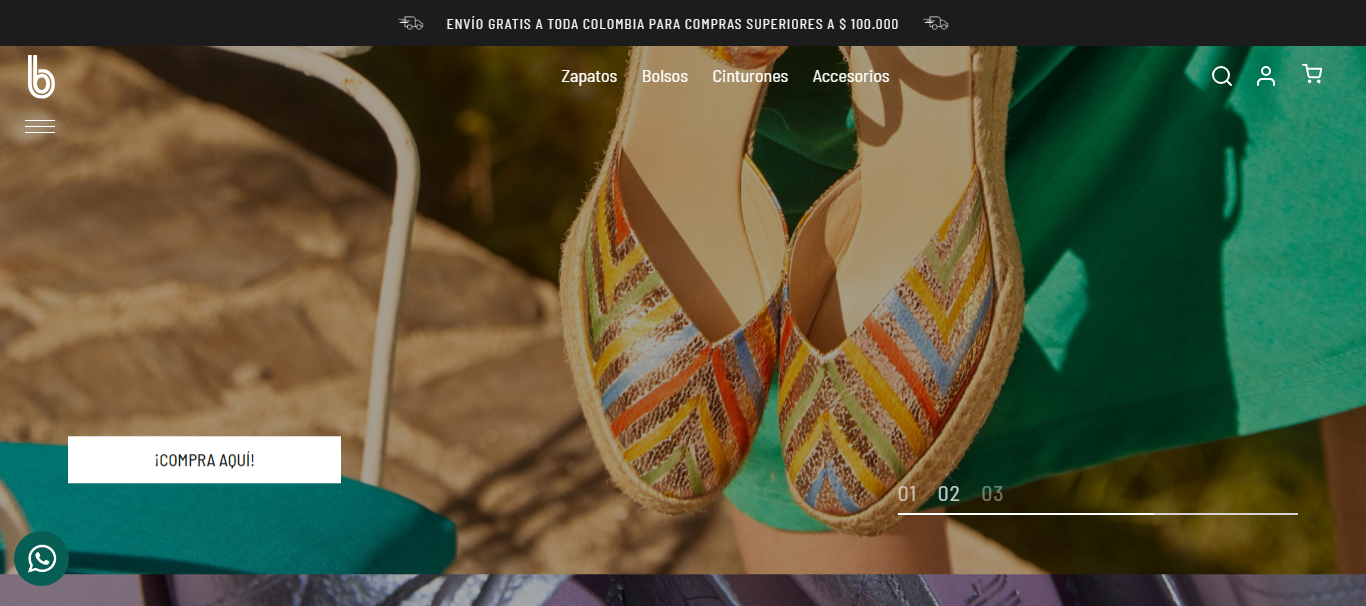 ENVÍO GRATIS A TODA COLOMBIA PARA COMPRAS SUPERIORES A $ 100.000
b
Zapatos Bolsos Cinturones Accesorios
¡COMPRA AQUÍ!
01 02 03